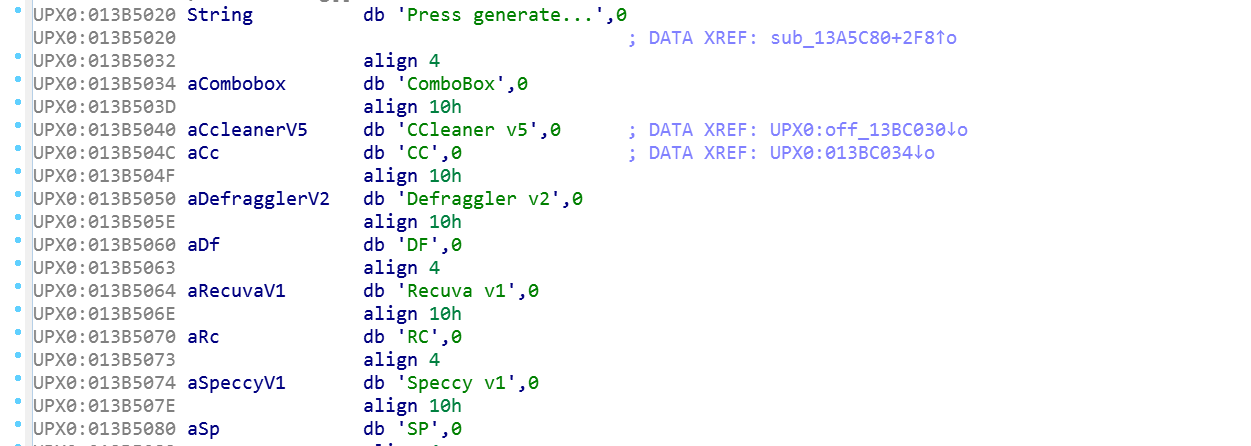 UPX0:013B5020 String db 'Press generate...',0
UPX0:013B5020 ; DATA XREF: sub_13A5C80+2F8↑o
UPX0:013B5032 align 4
UPX0:013B5034 aCombobox db 'ComboBox',0
UPX0:013B503D align 10h
UPX0:013B5040 aCcleanerV5 db 'CCleaner v5',0 ; DATA XREF: UPX0:off_13BC030↓o
UPX0:013B504C aCc db 'CC',0 ; DATA XREF: UPX0:013BC034↓o
UPX0:013B504F align 10h
UPX0:013B5050 aDefragglerV2 db 'Defraggler v2',0
UPX0:013B505E align 10h
UPX0:013B5060 aDf db 'DF',0
UPX0:013B5063 align 4
UPX0:013B5064 aRecuvaV1 db 'Recuva v1',0
UPX0:013B506E align 10h
UPX0:013B5070 aRc db 'RC',0
UPX0:013B5073 align 4
UPX0:013B5074 aSpeccyV1 db 'Speccy v1',0
UPX0:013B507E align 10h
UPX0:013B5080 aSp db 'SP',0